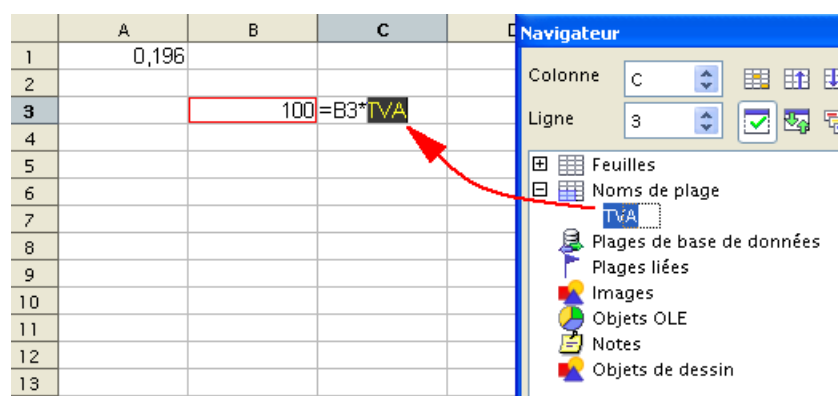 A B C D
1 0,196
2
3 100 =B3*TVA
4
5
6
7
8
9
10
11
12
13
Navigateur
Colonne C
Ligne 3
Feuilles
Noms de plage
TVA
Plages de base de données
Plages liées
Images
Objets OLE
Notes
Objets de dessin